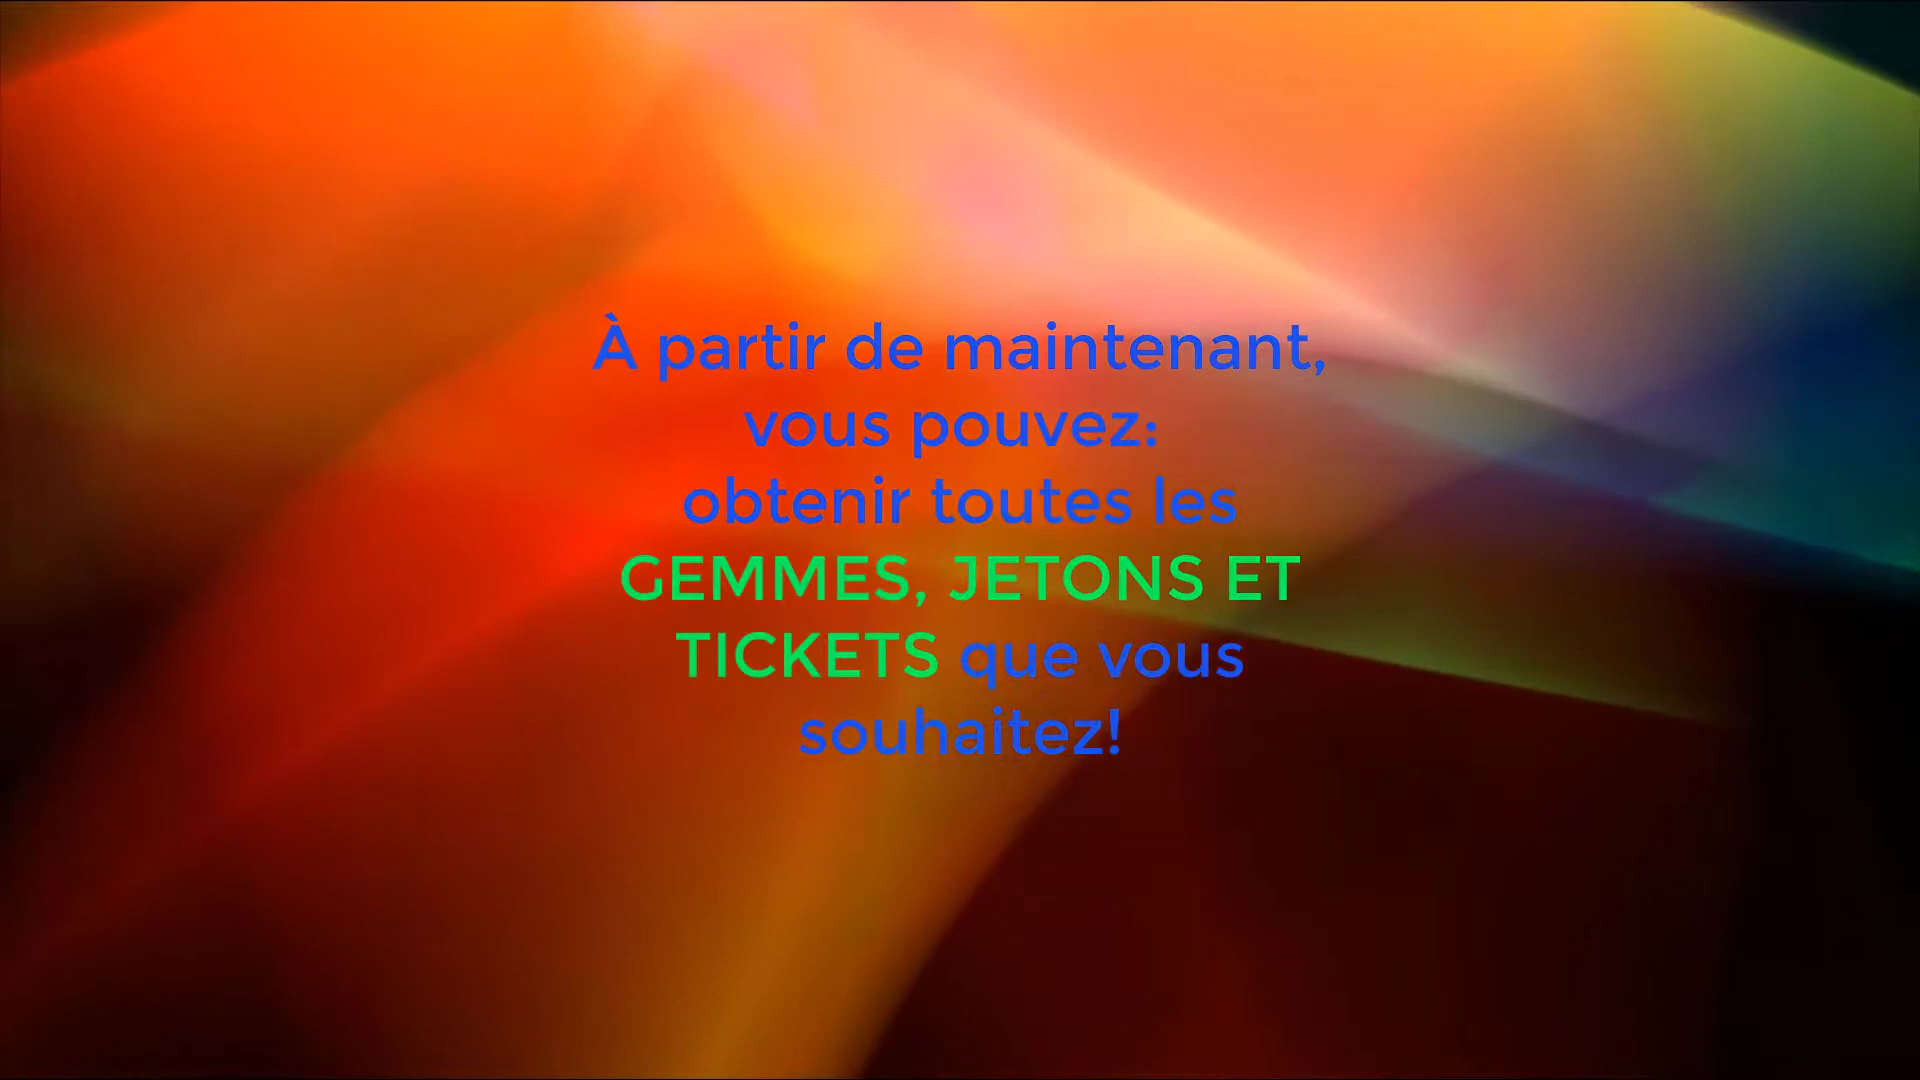 À partir de maintenant,
vous pouvez:
obtenir toutes les
GEMMES, JETONS ET
TICKETS que vous
souhaitez!